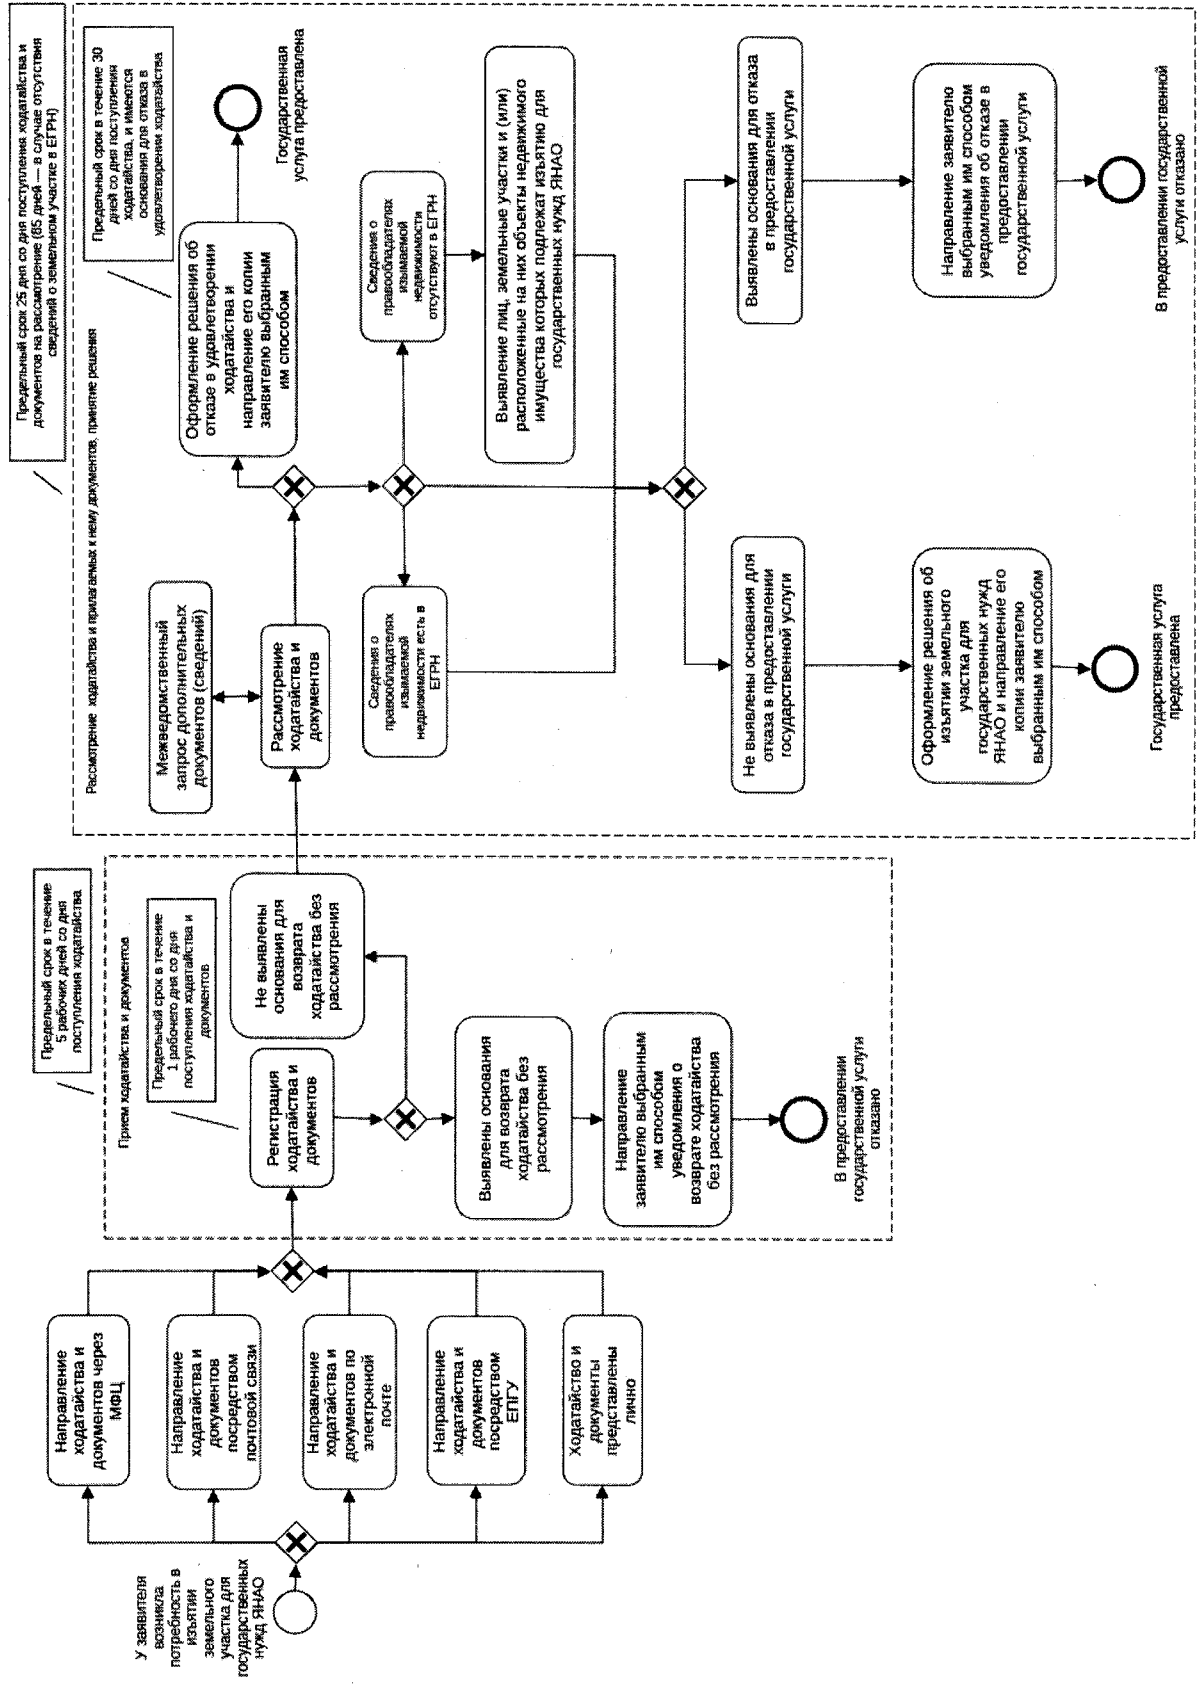 У заявителя
возникла
потребность в
изъятии
земельного
участка для
государственных
нужд ЯНАО
Направление
ходатайства и
документов через
МФЦ
Направление
ходатайства и
документов
посредством
почтовой связи
Направление
ходатайства и
документов по
электронной
почте
Направление
ходатайства и
документов
посредством
ЕПГУ
Ходатайство и
документы
представлены
лично
Предельный срок в течение
5 рабочих дней со дня
поступления ходатайства
Прием ходатайства и документов
Предельный срок в течение
1 рабочего дня со дня
поступления ходатайства и
документов
Регистрация
ходатайства и
документов
Не выявлены
основания для
возврата
ходатайства без
рассмотрения
Выявлены основания
для возврата
ходатайства без
рассмотрения
Направление
заявителю выбранным
им способом
уведомления о
возврате ходатайства
без рассмотрения
В предоставлении
государственной услуги
отказано
Предельный срок 25 дня со дня поступления ходатайства и
документов на рассмотрение (85 дней — в случае отсутствия
сведений о земельном участке в ЕГРН)
Рассмотрение ходатайства и прилагаемых к нему документов, принятие решения
Предельный срок в течение 30
дней со дня поступления
ходатайства, и имеются
основания для отказа в
удовлетворении ходатайства
Межведомственный
запрос дополнительных
документов (сведений)
Рассмотрение
ходатайства и
документов
Оформление решения об
отказе в удовлетворении
ходатайства и
направление его копии
заявителю выбранным
им способом
Государственная
услуга предоставлена
Сведения о
правообладателях
изымаемой
недвижимости есть в
ЕГРН
Сведения о
правообладателях
изымаемой
недвижимости
отсутствуют в ЕГРН
Выявление лиц, земельные участки и (или)
расположенные на них объекты недвижимого
имущества которых подлежат изъятию для
государственных нужд ЯНАО
Не выявлены основания для
отказа в предоставлении
государственной услуги
Выявлены основания для отказа
в предоставлении
государственной услуги
Оформление решения об
изъятии земельного
участка для
государственных нужд
ЯНАО и направление его
копии заявителю
выбранным им способом
Направление заявителю
выбранным им способом
уведомления об отказе в
предоставлении
государственной услуги
Государственная услуга
предоставлена
В предоставлении государственной
услуги отказано